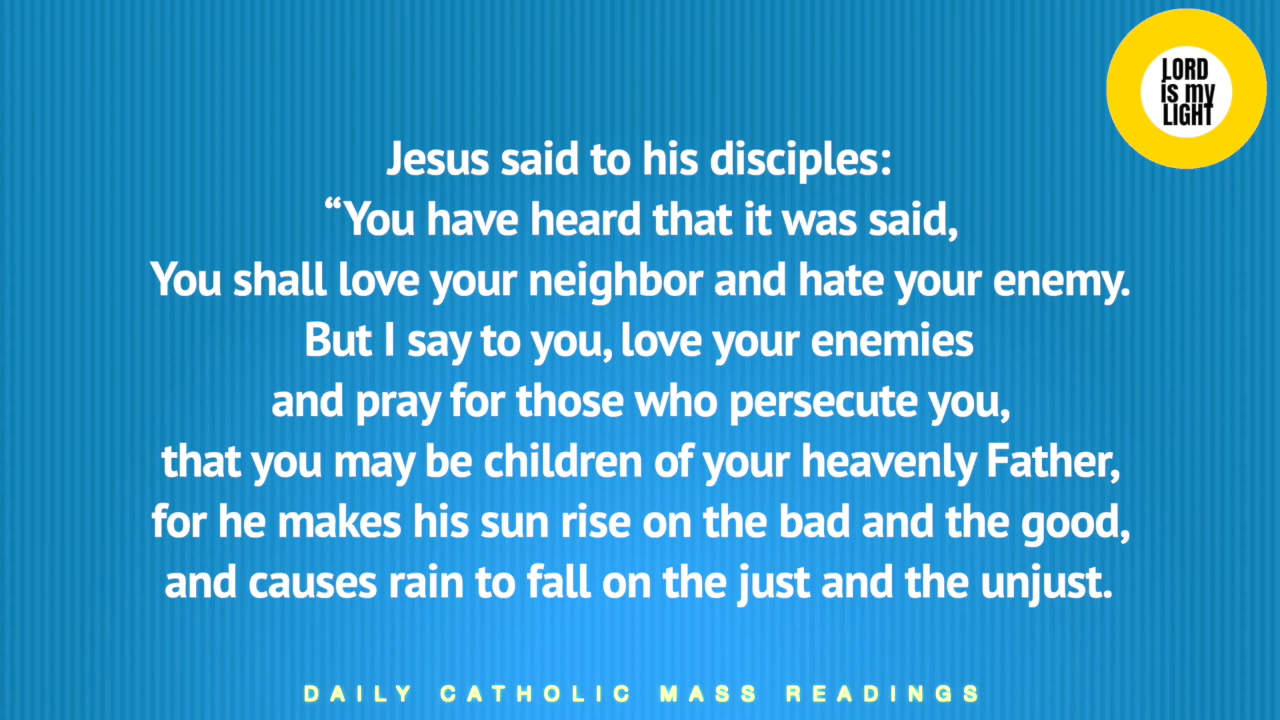 LORD
is my
LIGHT
Jesus said to his disciples:
“You have heard that it was said,
You shall love your neighbor and hate your enemy.
But I say to you, love your enemies
and pray for those who persecute you,
that you may be children of your heavenly Father,
for he makes his sun rise on the bad and the good,
and causes rain to fall on the just and the unjust.
DAILY CATHOLIC MASS READINGS